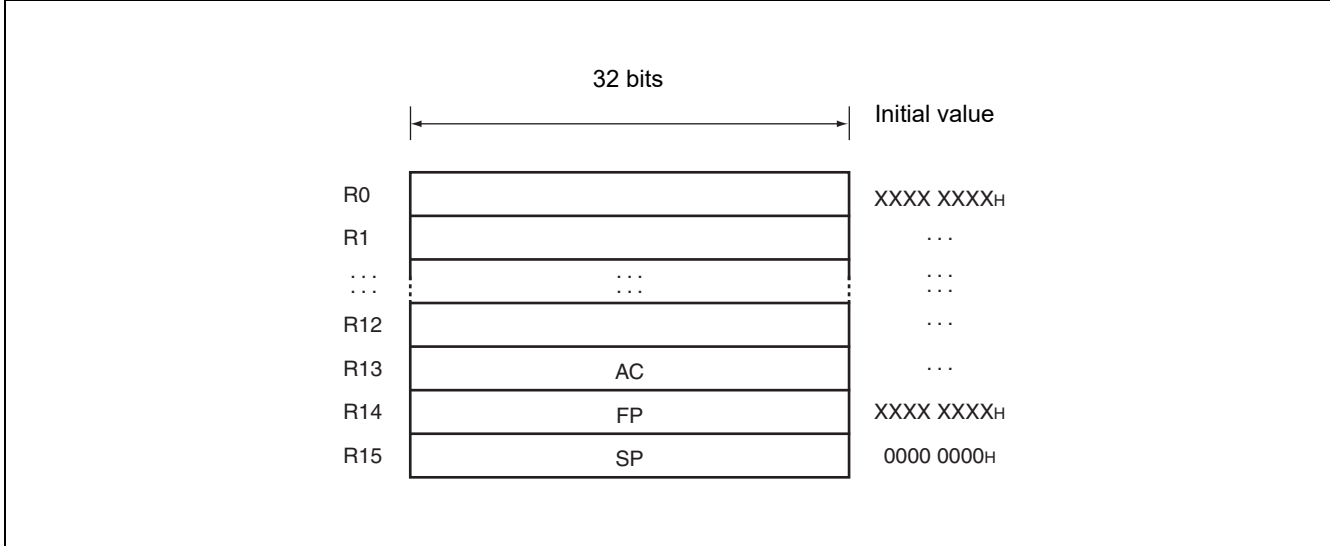 32 bits
Initial value
R0 XXXX XXXXH
R1 ...
... ... ...
... ... ...
R12 ...
R13 AC ...
R14 FP XXXX XXXXH
R15 SP 0000 0000H